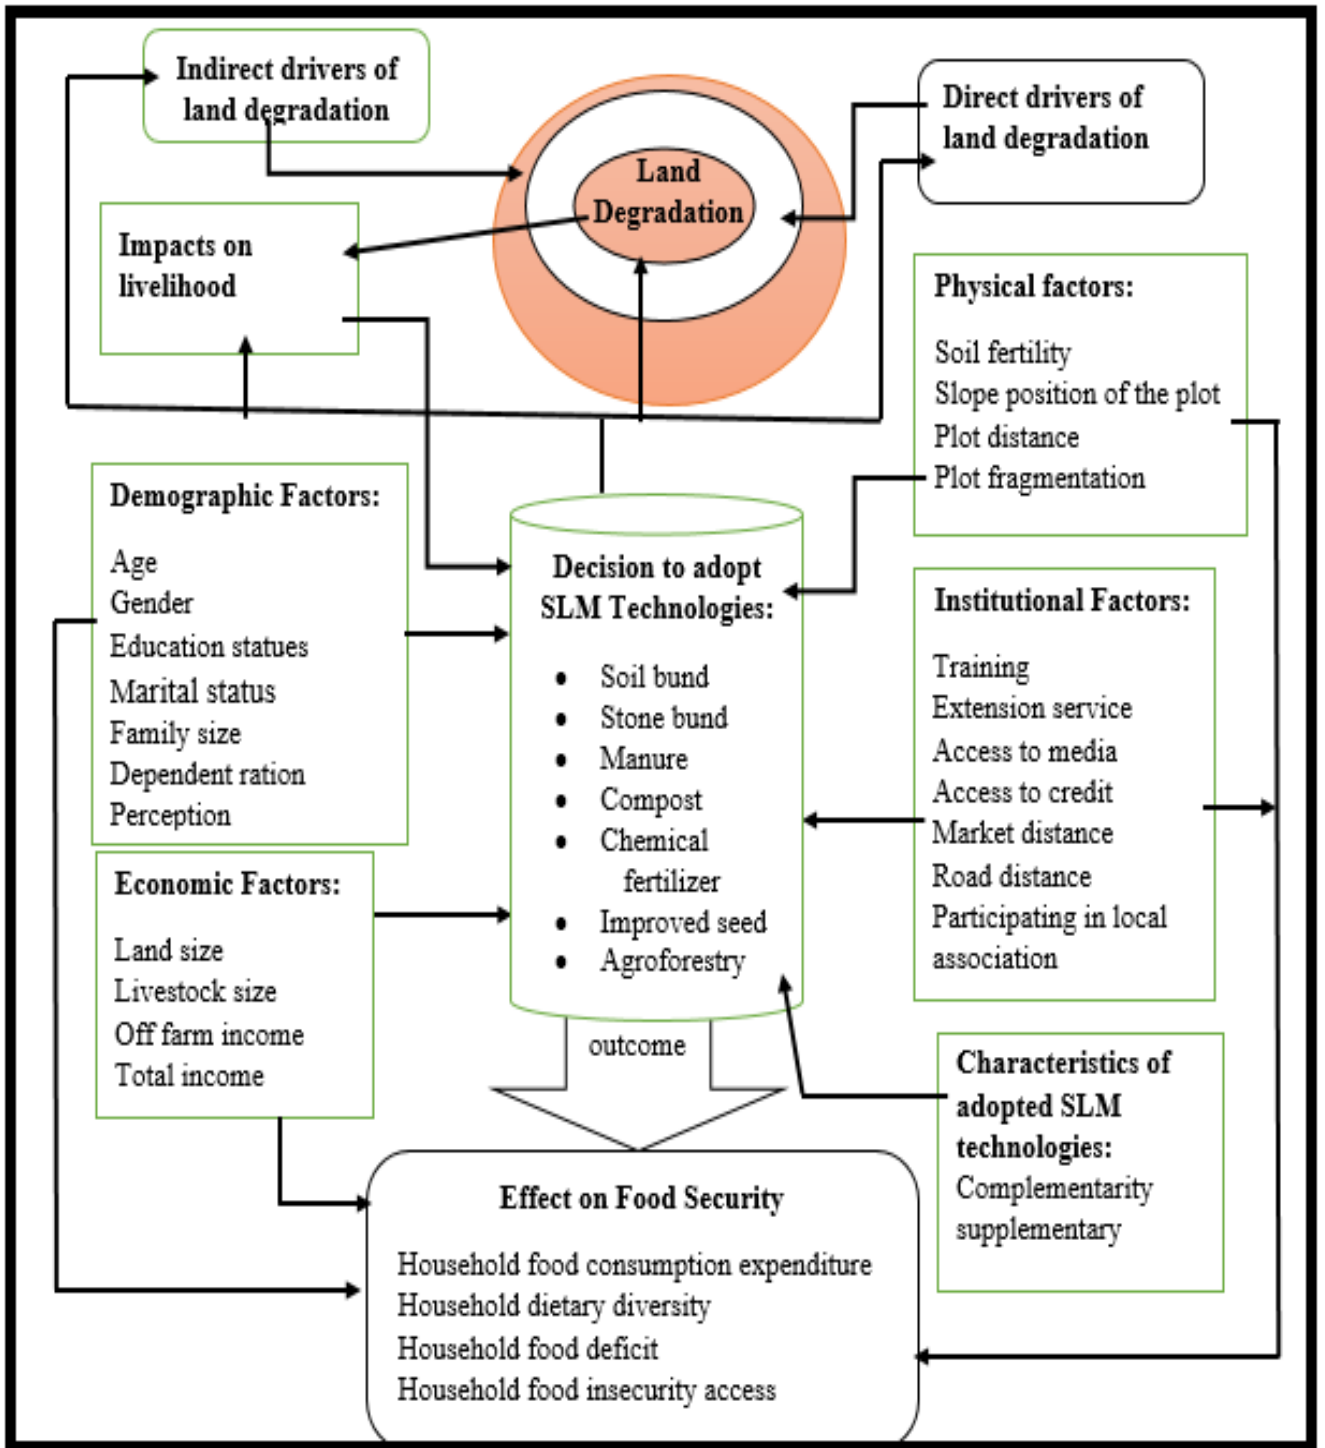 Indirect drivers of
land degradation
Direct drivers of
land degradation
Land
Degradation
Impacts on
livelihood
Physical factors:
Soil fertility
Slope position of the plot
Plot distance
Plot fragmentation
Demographic Factors:
Age
Gender
Education statues
Marital status
Family size
Dependent ration
Perception
Decision to adopt
SLM Technologies:
• Soil bund
• Stone bund
• Manure
• Compost
• Chemical
fertilizer
• Improved seed
• Agroforestry
Institutional Factors:
Training
Extension service
Access to media
Access to credit
Market distance
Road distance
Participating in local
association
Economic Factors:
Land size
Livestock size
Off farm income
Total income
outcome
Characteristics of
adopted SLM
technologies:
Complementarity
supplementary
Effect on Food Security
Household food consumption expenditure
Household dietary diversity
Household food deficit
Household food insecurity access